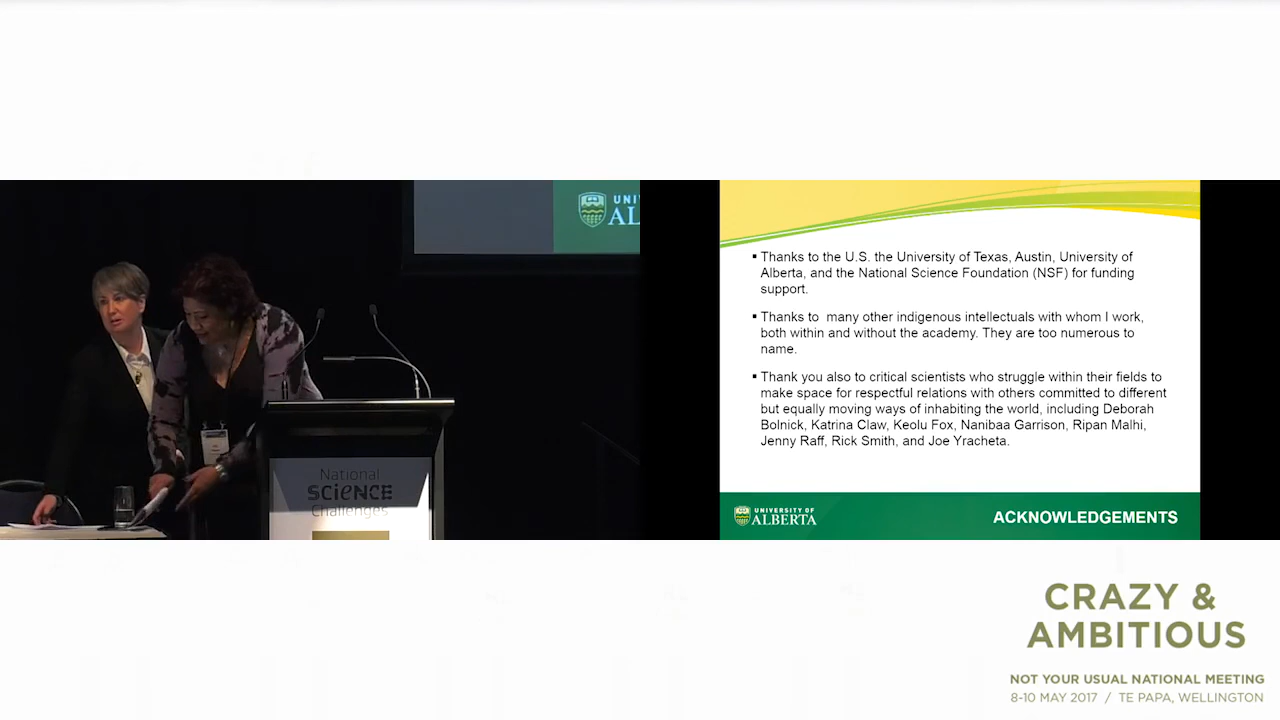 UNI
AL
National
SCIENCE
Challenges
▪ Thanks to the U.S. the University of Texas, Austin, University of
Alberta, and the National Science Foundation (NSF) for funding
support.
▪ Thanks to  many other indigenous intellectuals with whom I work,
both within and without the academy. They are too numerous to
name.
▪ Thank you also to critical scientists who struggle within their fields to
make space for respectful relations with others committed to different
but equally moving ways of inhabiting the world, including Deborah
Bolnick, Katrina Claw, Keolu Fox, Nanibaa Garrison, Ripan Malhi,
Jenny Raff, Rick Smith, and Joe Yracheta.
UNIVERSITY OF
ALBERTA
ACKNOWLEDGEMENTS
CRAZY &
AMBITIOUS
NOT YOUR USUAL NATIONAL MEETING
8-10 MAY 2017 / TE PAPA, WELLINGTON